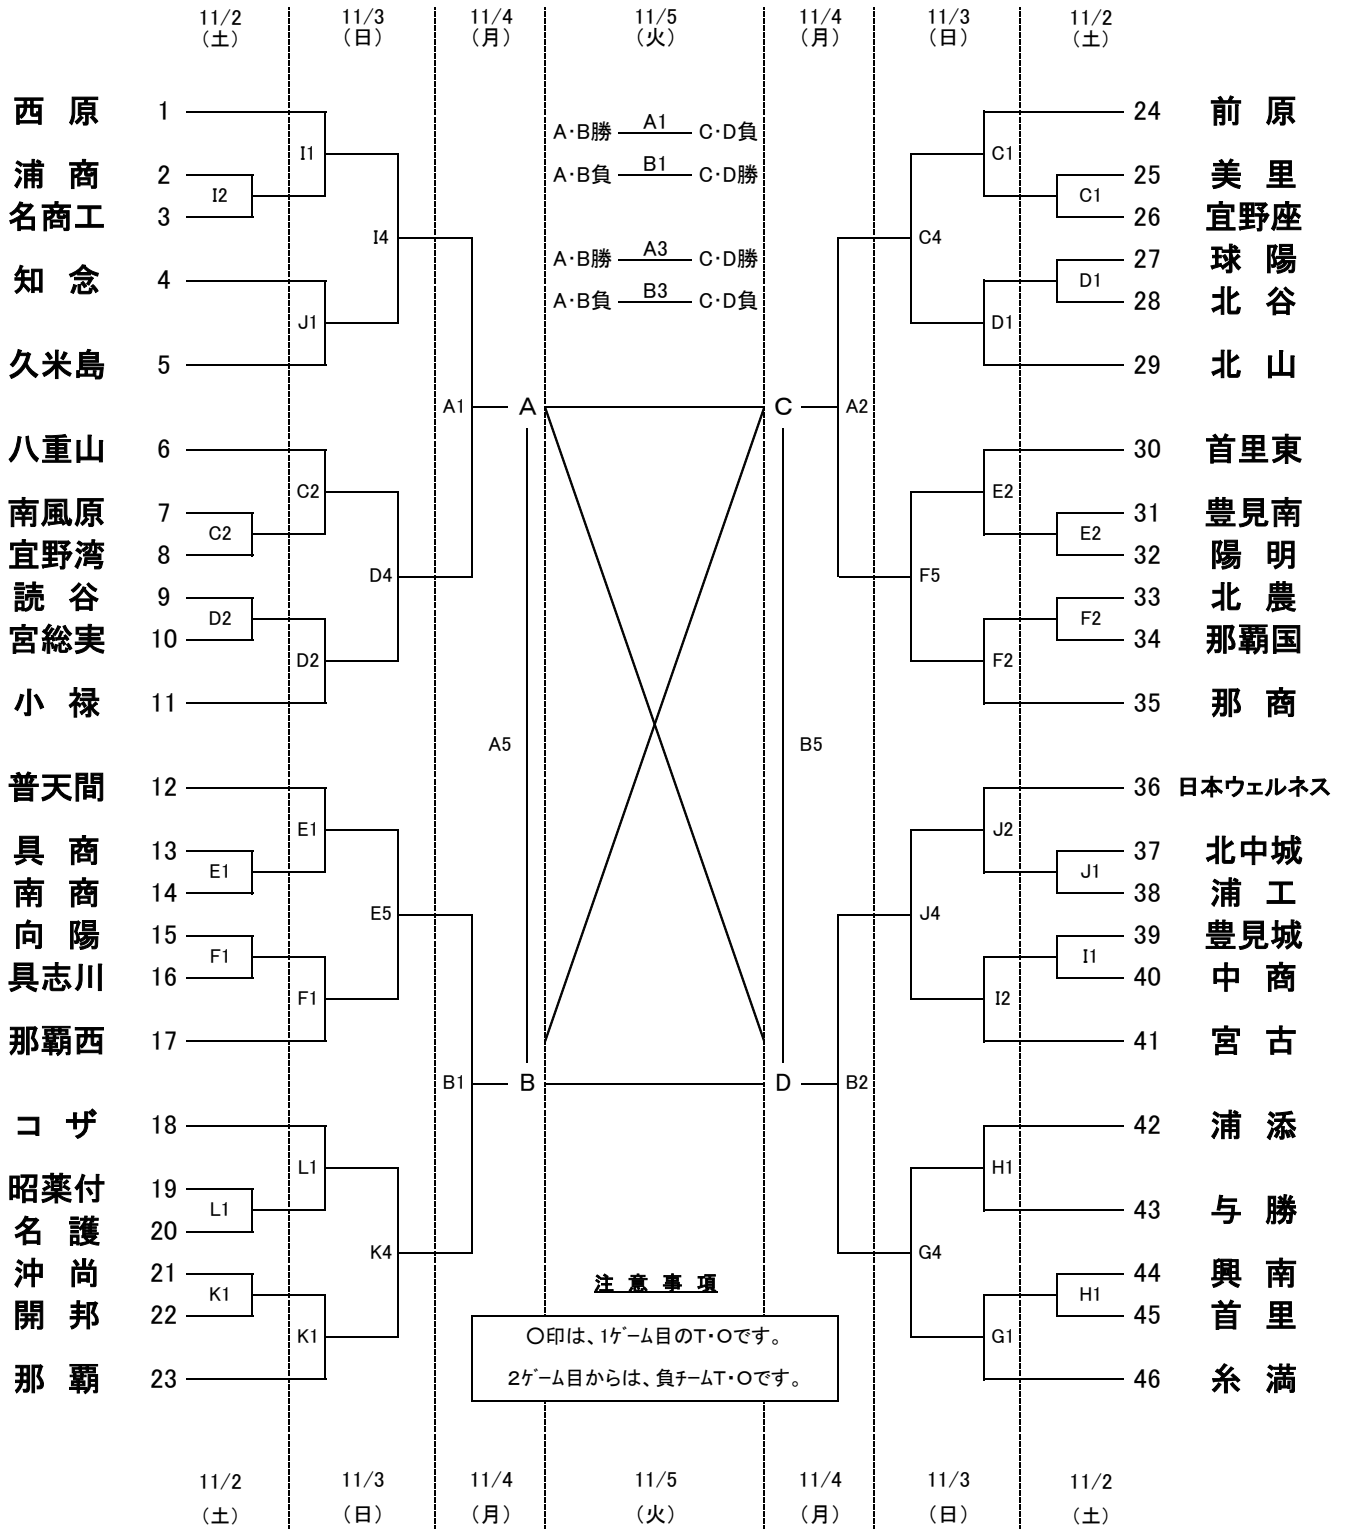 11/2 11/3 11/4 11/5 11/4 11/3 11/2
(土) (日) (月) (火) (月) (日) (土)
西 原 1 24 前 原
A・B勝 A1 C・D負
I1 C1
A・B負 B1 C・D勝
浦 商 2 25 美 里
I2 C1
名商工 3 26 宜野座
I4 C4
A・B勝 A3 C・D勝
27 球 陽
知 念 4 D1
A・B負 B3 C・D負
28 北 谷
J1 D1
久米島 5 29 北 山
A1 A C A2
八重山 6 30 首里東
C2 E2
南風原 7 31 豊見南
C2 E2
宜野湾 8 32 陽 明
D4 F5
読 谷 9 33 北 農
D2 F2
宮総実 10 34 那覇国
D2 F2
小 禄 11 35 那 商
A5 B5
普天間 12 36 日本ウェルネス
E1 J2
具 商 13 37 北中城
E1 J1
南 商 14 38 浦 工
E5 J4
向 陽 15 39 豊見城
F1 I1
具志川 16 40 中 商
F1 I2
那覇西 17 41 宮 古
B1 B D B2
コ ザ 18 42 浦 添
L1 H1
昭薬付 19 43 与 勝
L1
名 護 20
K4 G4
沖 尚 21 44 興 南
注 意 事 項
K1 H1
開 邦 22 45 首 里
K1 G1
〇印は、1ゲーム目のT・Oです。
那 覇 23 46 糸 満
2ゲーム目からは、負チームT・Oです。
11/2 11/3 11/4 11/5 11/4 11/3 11/2
(土) (日) (月) (火) (月) (日) (土)